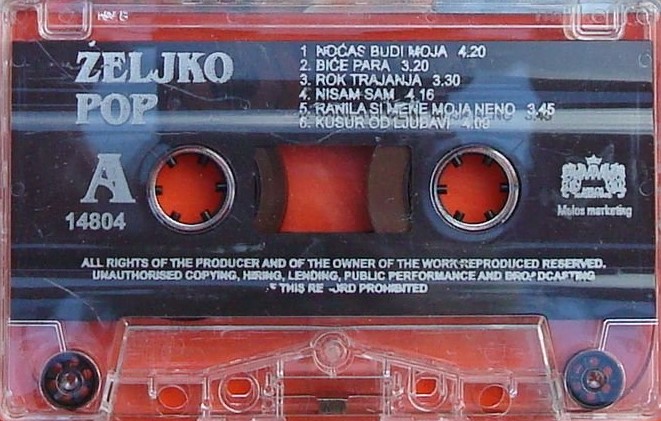 ŽELJKO
POP
1 NOĆAS BUDI MOJA 4.20
2. BIĆE PARA 3.20
3. ROK TRAJANJA 3.30
4. NISAM SAM 4.16
5. RANILA SI MENE MOJA NENO 3.45
6. KUSUR OD LJUBAVI 4.09
A
14804
Melos marketing
ALL RIGHTS OF THE PRODUCER AND OF THE OWNER OF THE WORK REPRODUCED RESERVED.
UNAUTHORISED COPYING, HIRING, LENDING, PUBLIC PERFORMANCE AND BROADCASTING
THIS PROHIBITED